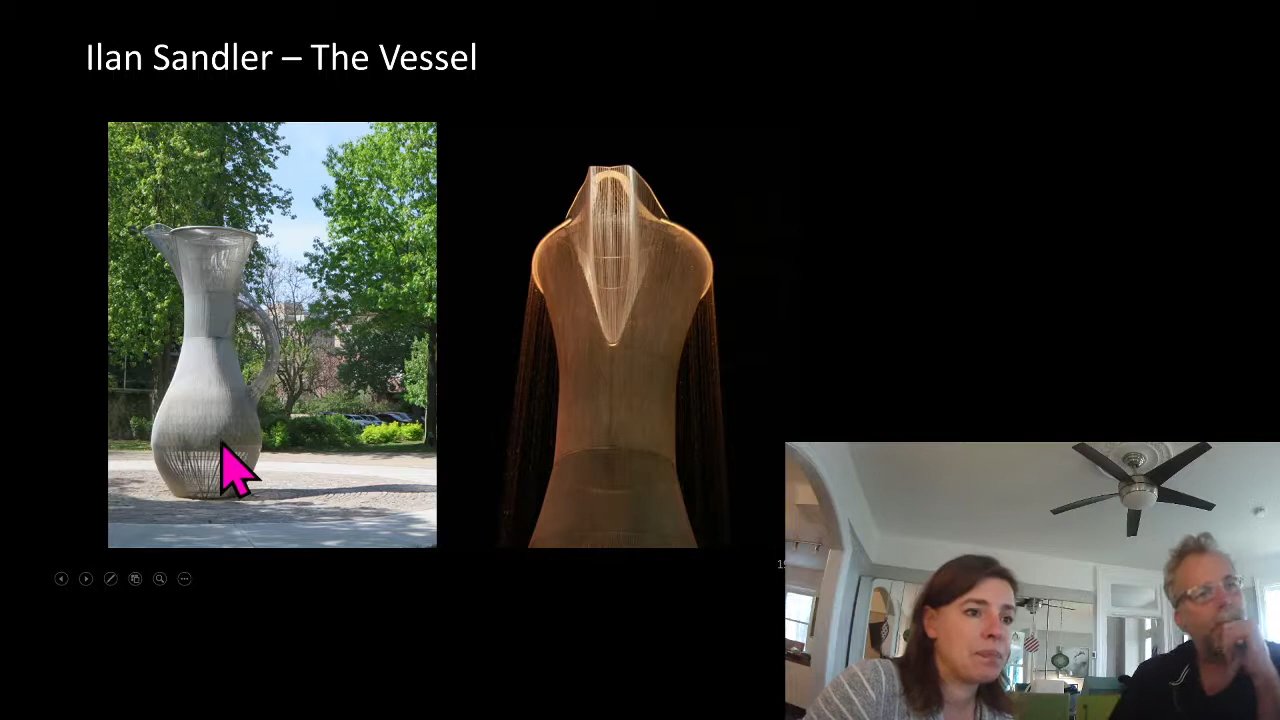 Ilan Sandler – The Vessel